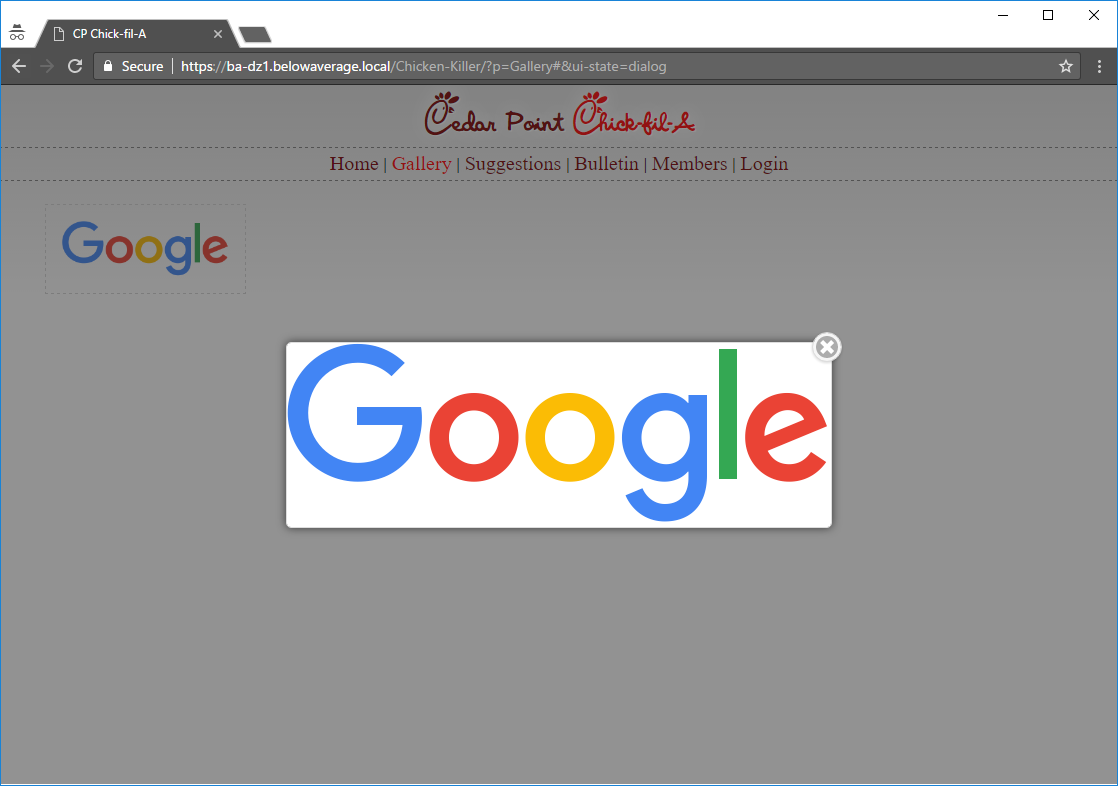 CP Chick-fil-A
Secure | https://ba-dz1.belowaverage.local/Chicken-Killer/?p=Gallery#&ui-state=dialog
Cedar Point Chick-fil-A
Home | Gallery | Suggestions | Bulletin | Members | Login
Google
Google